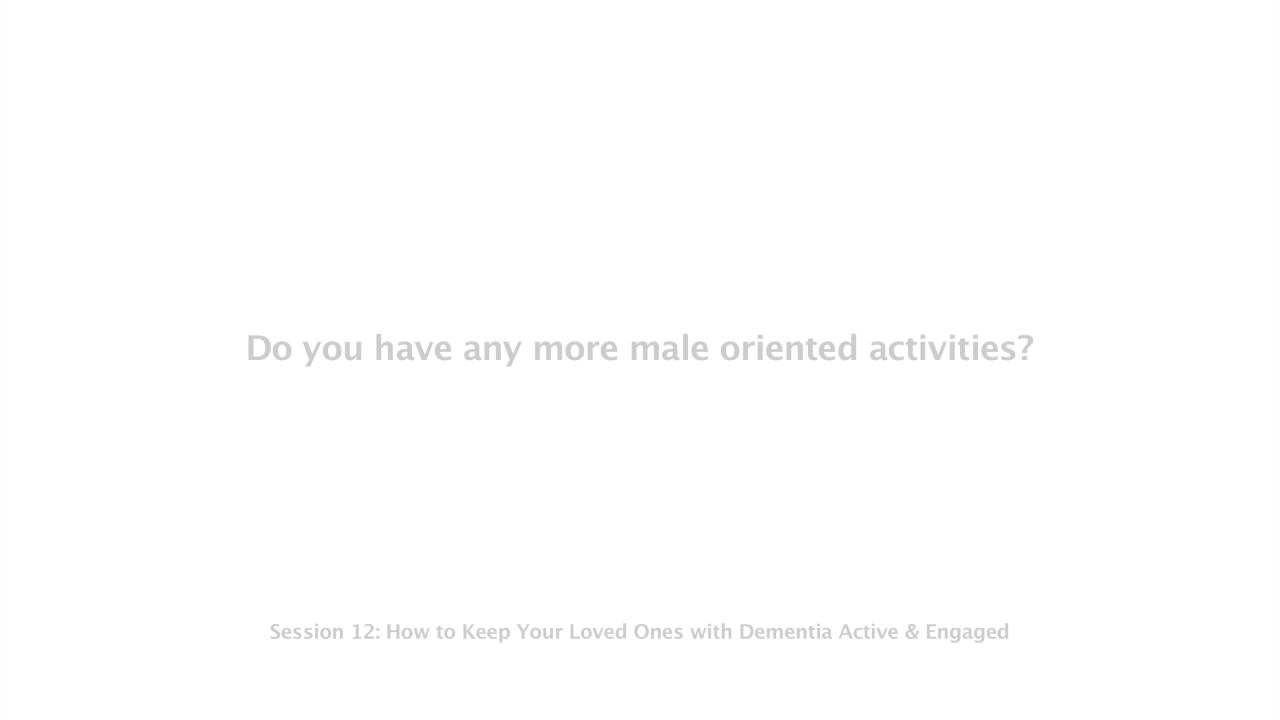 Do you have any more male oriented activities?
Session 12: How to Keep Your Loved Ones with Dementia Active & Engaged